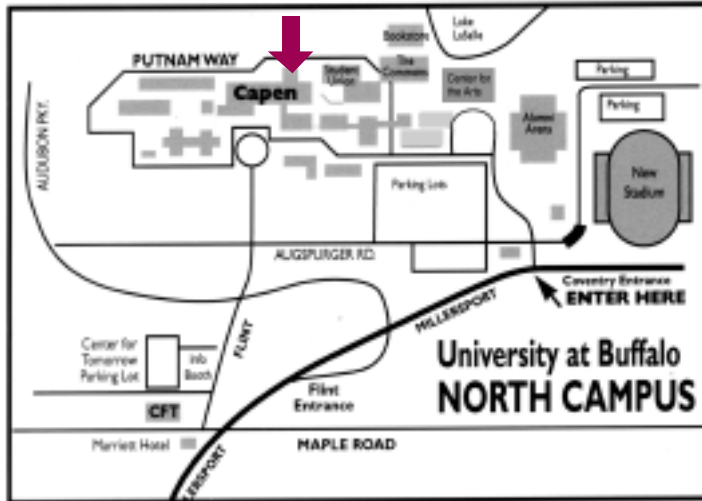 Lake
LaSalle
Bookstore
PUTNAM WAY
Student
Union
The
Commons
Center for
the Arts
Parking
Parking
Capen
Alumni
Arena
AUDUBON PKY.
New
Stadium
Parking Lots
AUGSPURGER RD.
Coventry Entrance
ENTER HERE
MILLERSPORT
FLINT
Center for
Tomorrow
Parking Lot
Info
Booth
University at Buffalo
NORTH CAMPUS
Flint
Entrance
CFT
Marriett Hotel
MAPLE ROAD
LERSPORT